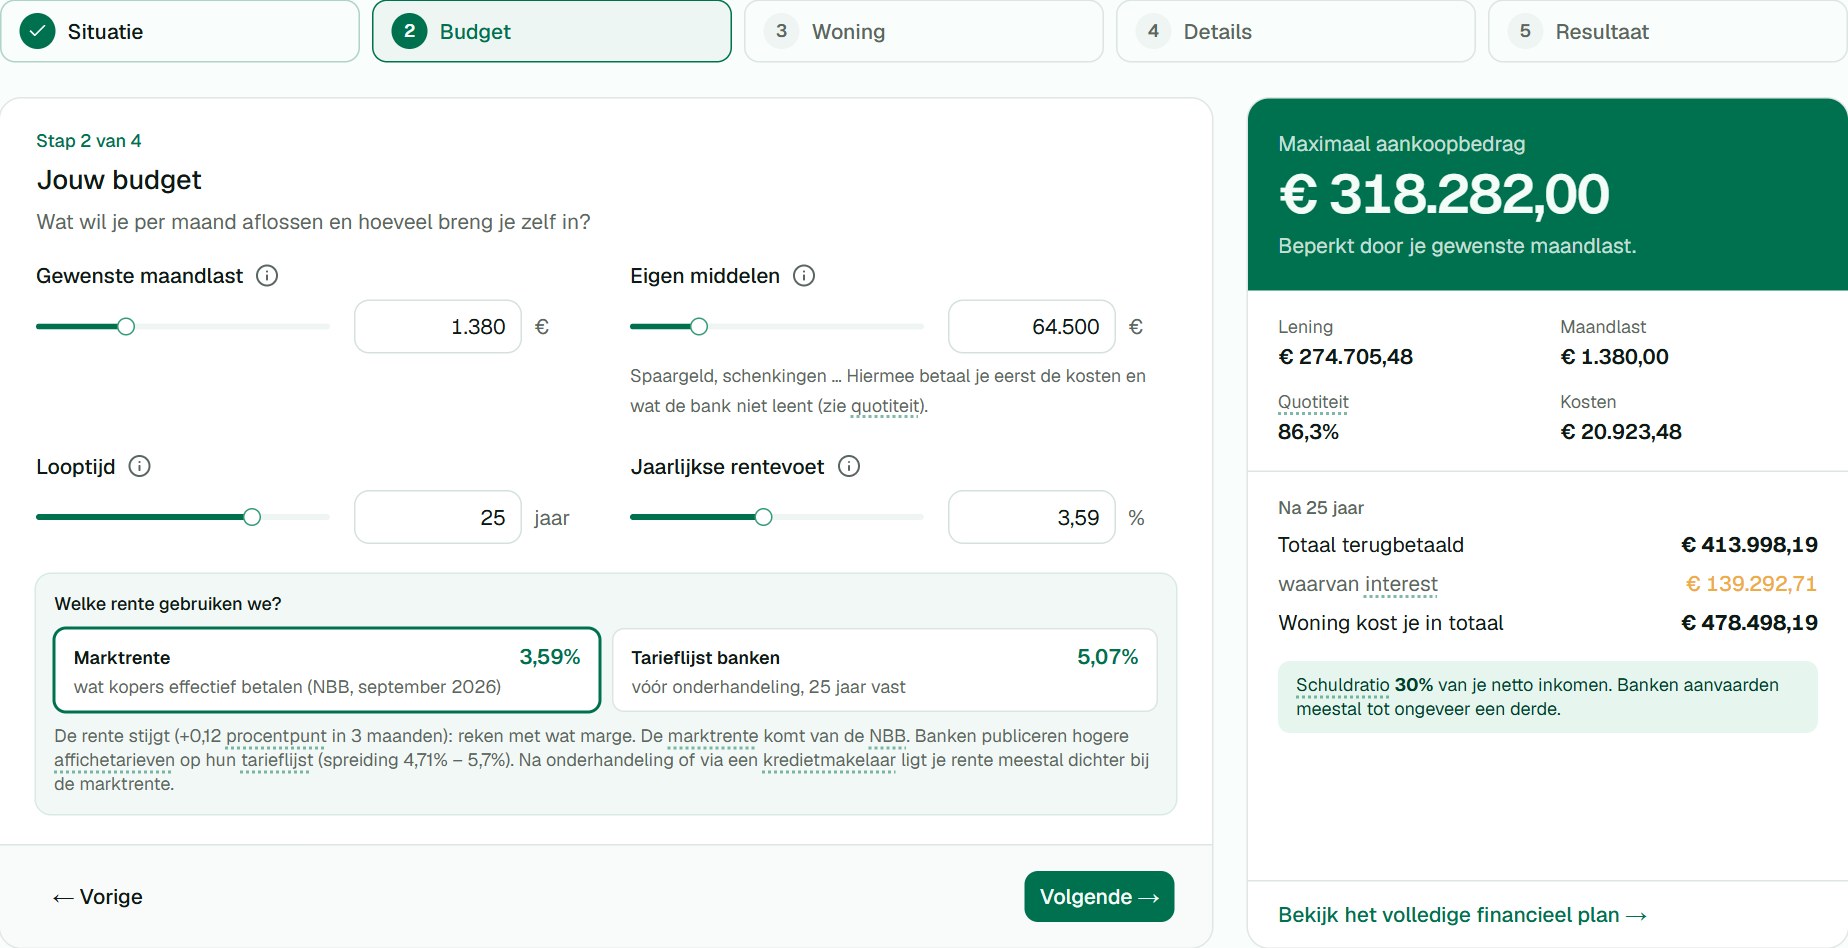 Situatie
2 Budget
3 Woning
4 Details
5 Resultaat
Stap 2 van 4
Jouw budget
Wat wil je per maand aflossen en hoeveel breng je zelf in?
Gewenste maandlast
1.380 €
Eigen middelen
64.500 €
Spaargeld, schenkingen ... Hiermee betaal je eerst de kosten en
wat de bank niet leent (zie quotiteit).
Looptijd
25 jaar
Jaarlijkse rentevoet
3,59 %
Welke rente gebruiken we?
Marktrente 3,59%
wat kopers effectief betalen (NBB, september 2026)
Tarieflijst banken 5,07%
vóór onderhandeling, 25 jaar vast
De rente stijgt (+0,12 procentpunt in 3 maanden): reken met wat marge. De marktrente komt van de NBB. Banken publiceren hogere
affichetarieven op hun tarieflijst (spreiding 4,71% – 5,7%). Na onderhandeling of via een kredietmakelaar ligt je rente meestal dichter bij
de marktrente.
← Vorige
Volgende →
Maximaal aankoopbedrag
€ 318.282,00
Beperkt door je gewenste maandlast.
Lening
€ 274.705,48
Maandlast
€ 1.380,00
Quotiteit
86,3%
Kosten
€ 20.923,48
Na 25 jaar
Totaal terugbetaald € 413.998,19
waarvan interest € 139.292,71
Woning kost je in totaal € 478.498,19
Schuldratio 30% van je netto inkomen. Banken aanvaarden
meestal tot ongeveer een derde.
Bekijk het volledige financieel plan →